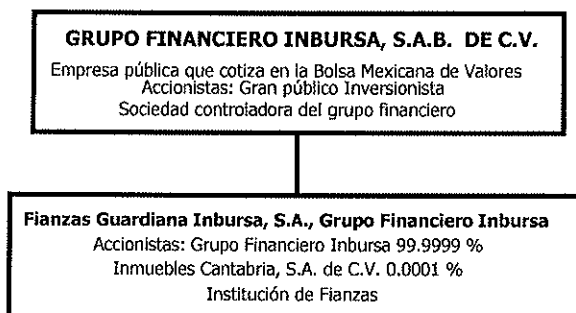 GRUPO FINANCIERO INBURSA, S.A.B. DE C.V.
Empresa pública que cotiza en la Bolsa Mexicana de Valores
Accionistas: Gran público Inversionista
Sociedad controladora del grupo financiero
Fianzas Guardiana Inbursa, S.A., Grupo Financiero Inbursa
Accionistas: Grupo Financiero Inbursa 99.9999 %
Inmuebles Cantabria, S.A. de C.V. 0.0001 %
Institución de Fianzas